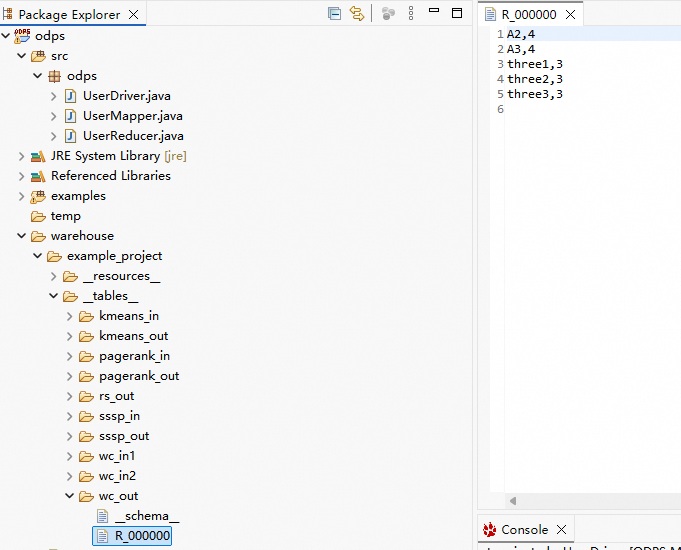 Package Explorer
odps
src
odps
UserDriver.java
UserMapper.java
UserReducer.java
JRE System Library [jre]
Referenced Libraries
examples
temp
warehouse
example_project
__resources__
__tables__
kmeans_in
kmeans_out
pagerank_in
pagerank_out
rs_out
sssp_in
sssp_out
wc_in1
wc_in2
wc_out
__schema__
R_000000
R_000000
1 A2,4
2 A3,4
3 three1,3
4 three2,3
5 three3,3
6
Console